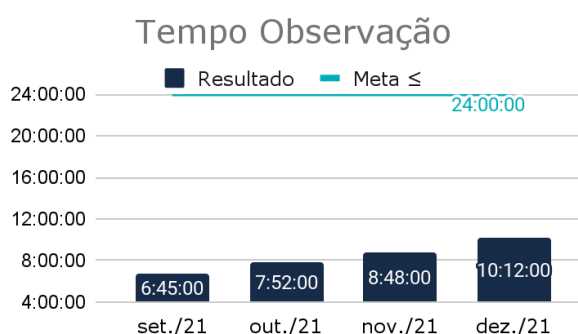 Tempo Observação
Resultado Meta ≤
24:00:00
24:00:00
20:00:00
16:00:00
12:00:00
8:00:00
4:00:00
6:45:00 7:52:00 8:48:00 10:12:00
set./21 out./21 nov./21 dez./21